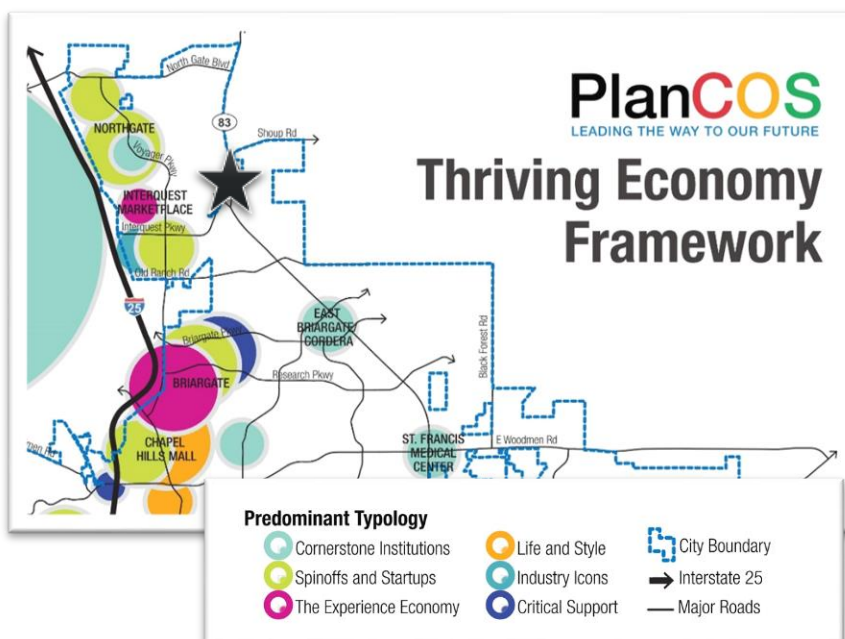 PlanCOS
LEADING THE WAY TO OUR FUTURE
Thriving Economy
Framework
North Gate Blvd
83
Shoup Rd
NORTHGATE
Voyager Pkwy
INTERQUEST
MARKETPLACE
Interquest Pkwy
Old Ranch Rd
25
EAST
BRIARGATE/
CORDERA
Black Forest Rd
Briargate Pkwy
BRIARGATE
Research Pkwy
CHAPEL
HILLS MALL
ST. FRANCIS
MEDICAL
CENTER
E Woodmen Rd
Predominant Typology
Cornerstone Institutions
Spinoffs and Startups
The Experience Economy
Life and Style
Industry Icons
Critical Support
City Boundary
Interstate 25
Major Roads